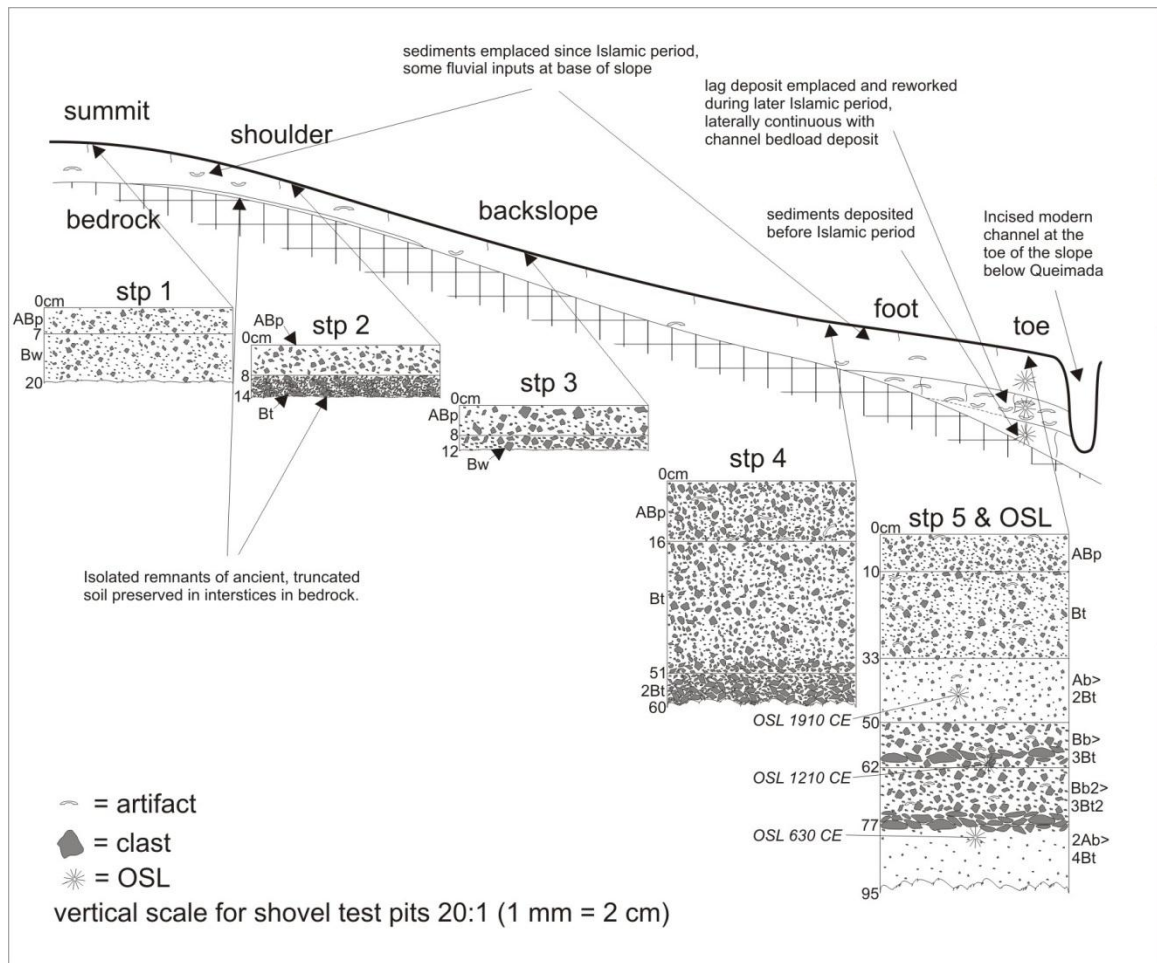 sediments emplaced since Islamic period,
some fluvial inputs at base of slope
lag deposit emplaced and reworked
during later Islamic period,
laterally continuous with
channel bedload deposit
summit
shoulder
bedrock
backslope
sediments deposited
before Islamic period
Incised modern
channel at the
toe of the slope
below Queimada
foot
toe
stp 1
0cm
ABp
7
Bw
20
stp 2
ABp
0cm
8
14
Bt
stp 3
0cm
ABp
8
12
Bw
Isolated remnants of ancient, truncated
soil preserved in interstices in bedrock.
stp 4
0cm
ABp
16
Bt
51
2Bt
60
stp 5 & OSL
0cm
ABp
10
Bt
33
Ab>
2Bt
OSL 1910 CE
50
Bb>
3Bt
OSL 1210 CE
62
Bb2>
3Bt2
OSL 630 CE
77
2Ab>
4Bt
95
= artifact
= clast
= OSL
vertical scale for shovel test pits 20:1 (1 mm = 2 cm)